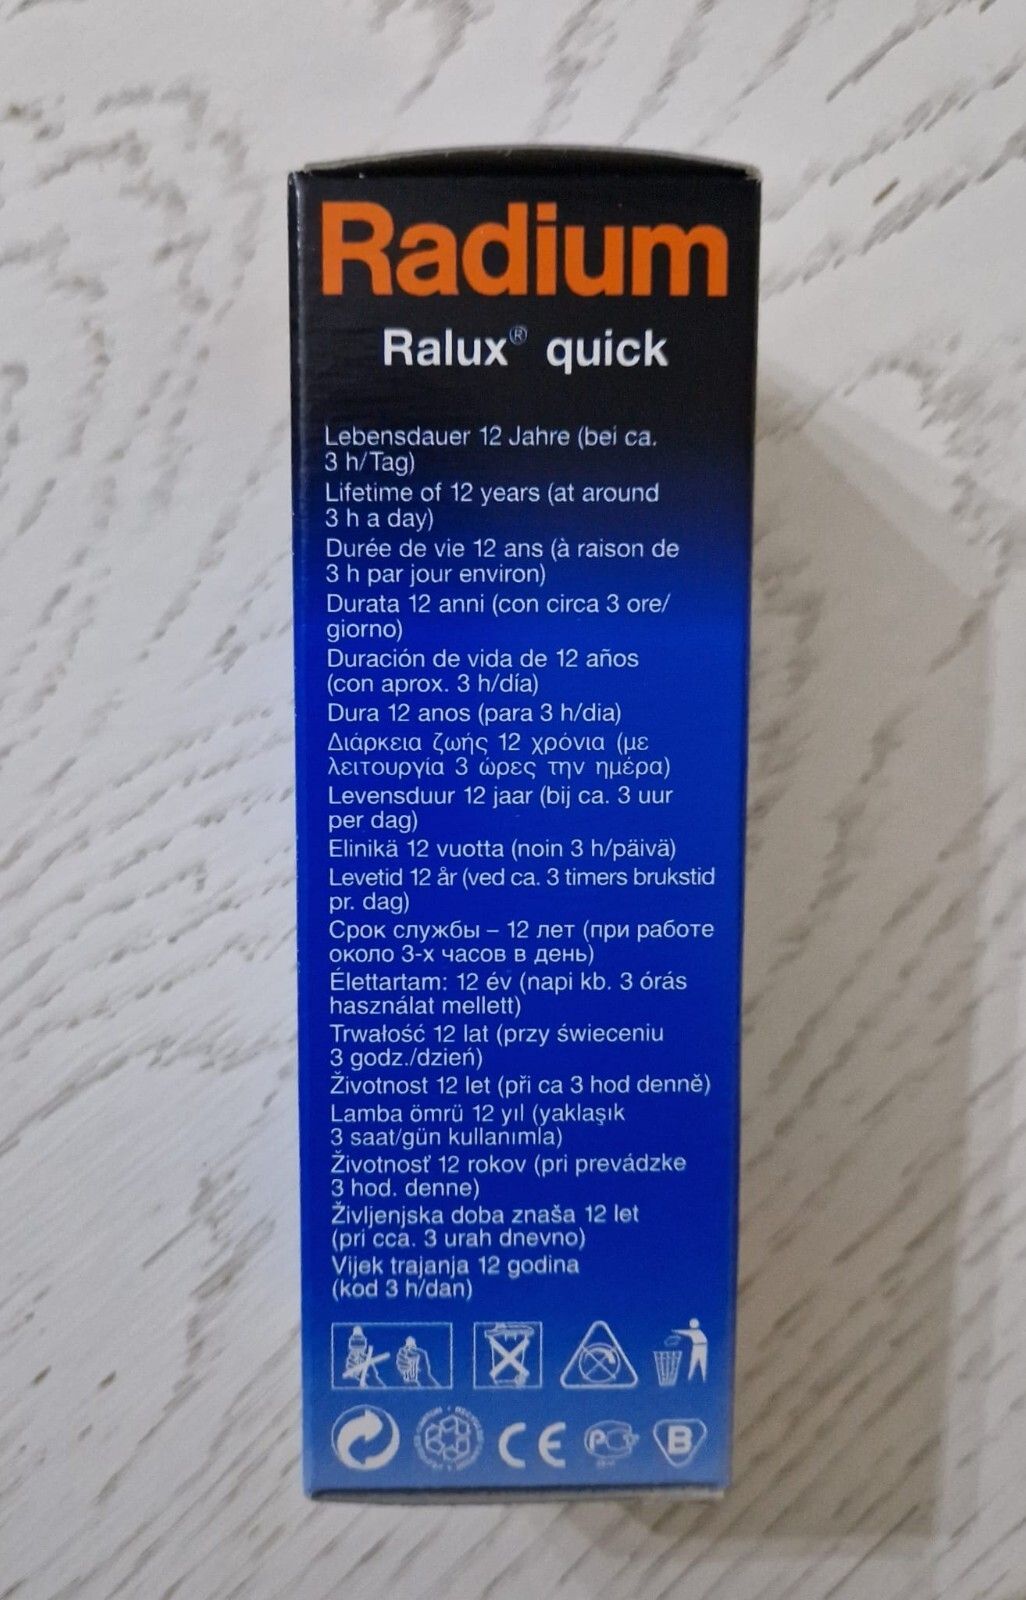 Radium
Ralux® quick
Lebensdauer 12 Jahre (bei ca.
3 h/Tag)
Lifetime of 12 years (at around
3 h a day)
Durée de vie 12 ans (à raison de
3 h par jour environ)
Durata 12 anni (con circa 3 ore/
giorno)
Duración de vida de 12 años
(con aprox. 3 h/día)
Dura 12 anos (para 3 h/dia)
Διάρκεια ζωής 12 χρόνια (με
λειτουργία 3 ώρες την ημέρα)
Levensduur 12 jaar (bij ca. 3 uur
per dag)
Elinikä 12 vuotta (noin 3 h/päivä)
Levetid 12 år (ved ca. 3 timers brukstid
pr. dag)
Срок службы – 12 лет (при работе
около 3-х часов в день)
Élettartam: 12 év (napi kb. 3 órás
használat mellett)
Trwałość 12 lat (przy świeceniu
3 godz./dzień)
Životnost 12 let (při ca 3 hod denně)
Lamba ömrü 12 yıl (yaklaşık
3 saat/gün kullanımla)
Životnosť 12 rokov (pri prevádzke
3 hod. denne)
Življenjska doba znaša 12 let
(pri cca. 3 urah dnevno)
Vijek trajanja 12 godina
(kod 3 h/dan)
CE
B